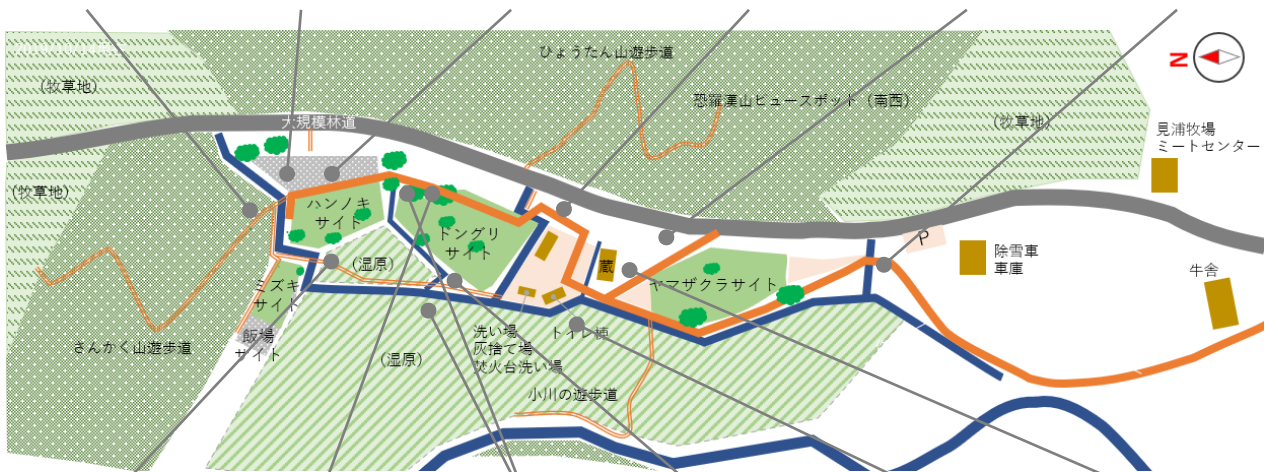 ひょうたん山遊歩道
N
(牧草地)
恐羅漢山ビュースポット（南西）
大規模林道
(牧草地)
見浦牧場
ミートセンター
(牧草地)
ハンノキ
サイト
ドングリ
サイト
P
除雪車
車庫
(湿原)
蔵
牛舎
ミズキ
サイト
ヤマザクラサイト
飯場
サイト
さんかく山遊歩道
(湿原)
洗い場
灰捨て場
焚火台洗い場
トイレ棟
小川の遊歩道